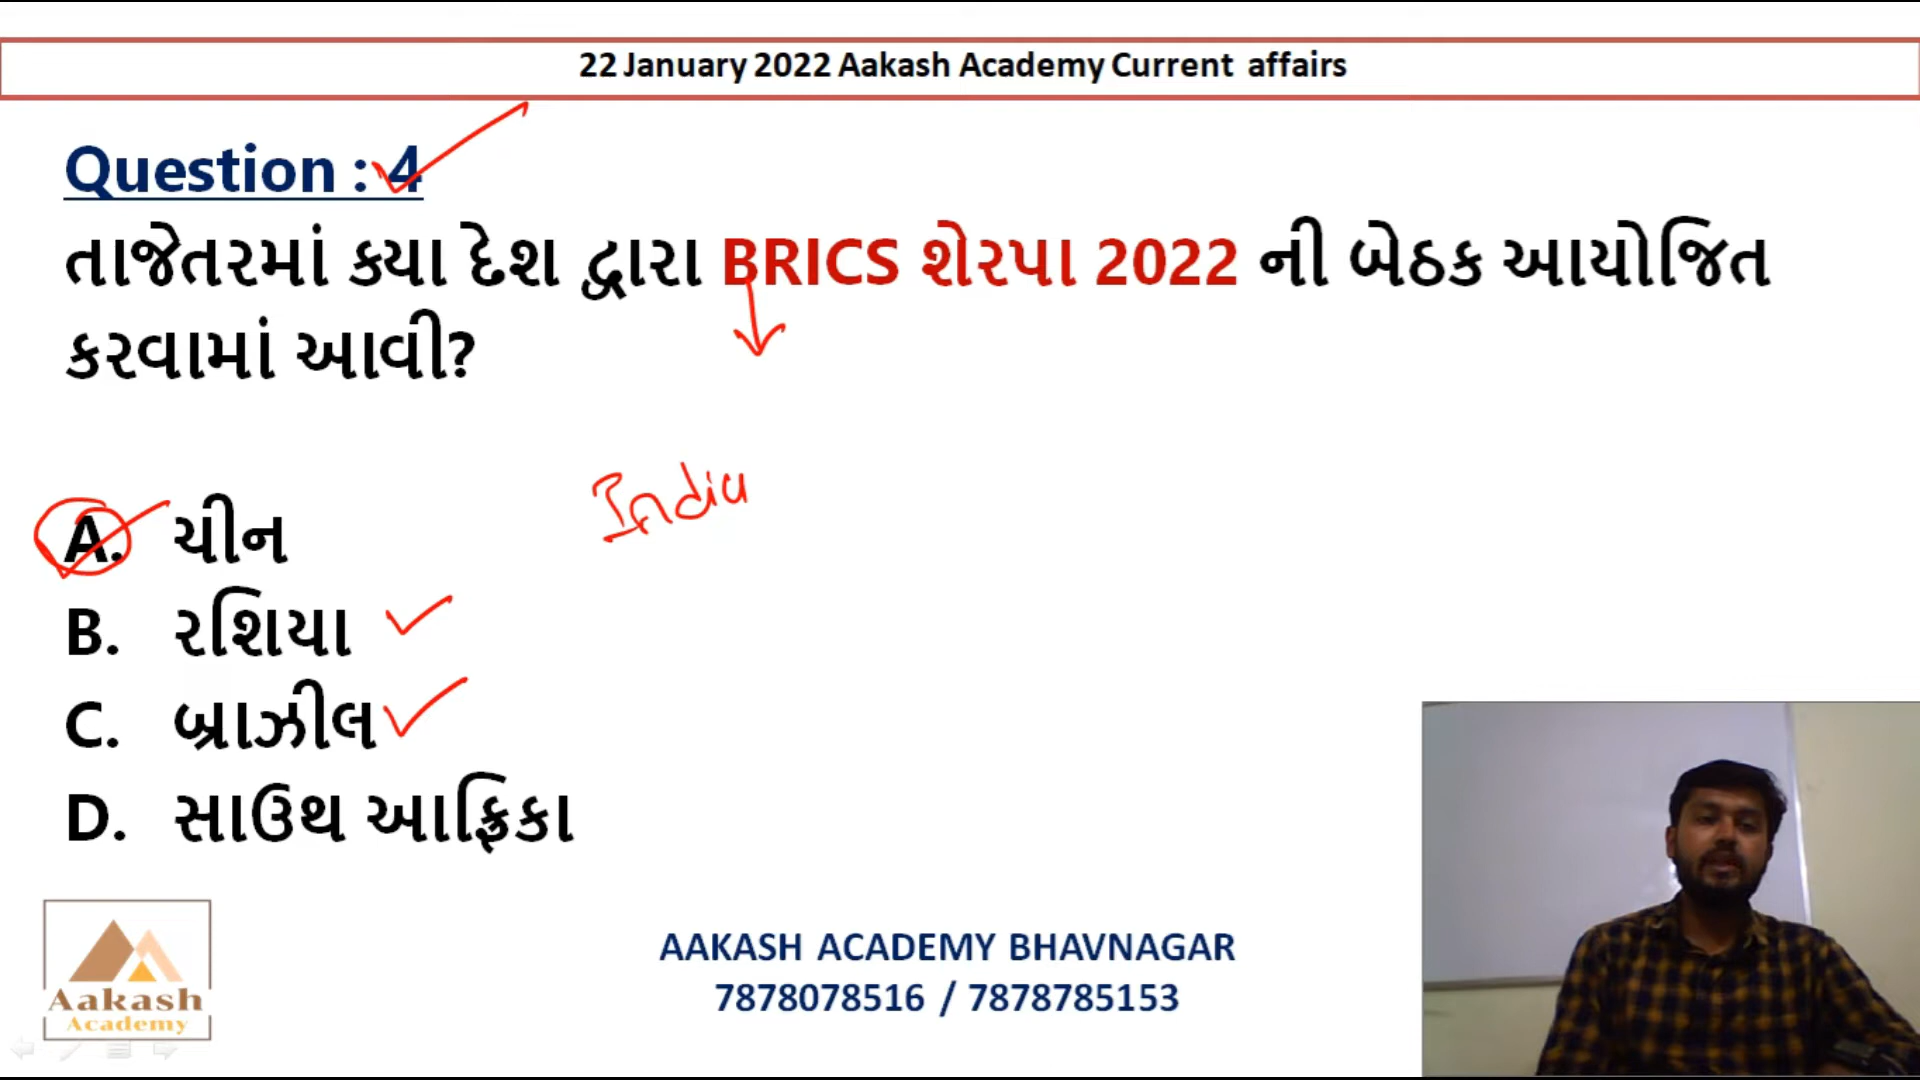 22 January 2022 Aakash Academy Current affairs
Question : 4
તાજેતરમાં ક્યા દેશ દ્વારા BRICS શેરપા 2022 ની બેઠક આયોજિત
કરવામાં આવી?
India
A. ચીન
B. રશિયા
C. બ્રાઝીલ
D. સાઉથ આફ્રિકા
Aakash
Academy
AAKASH ACADEMY BHAVNAGAR
7878078516 / 7878785153